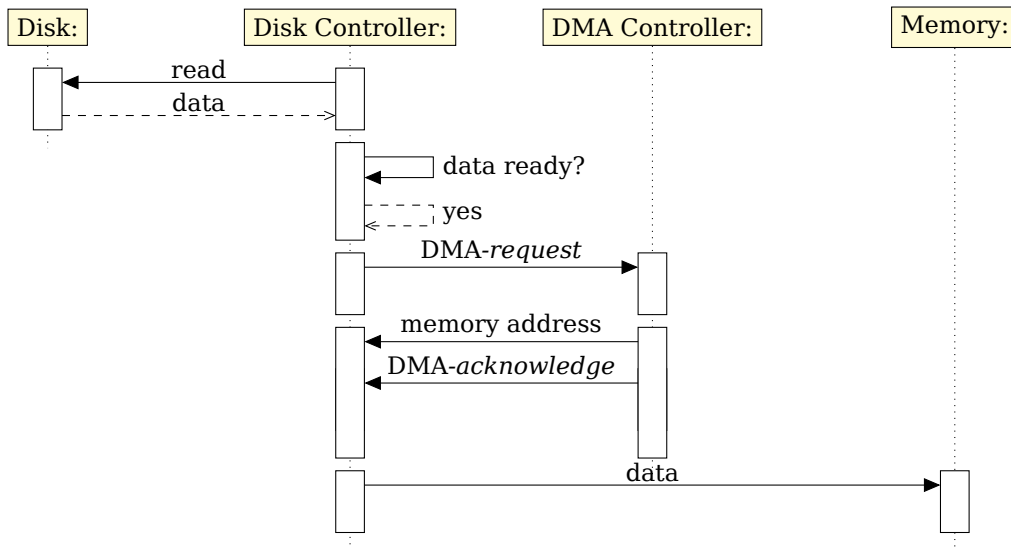 Disk:
Disk Controller:
DMA Controller:
Memory:
read
data
data ready?
yes
DMA-request
memory address
DMA-acknowledge
data